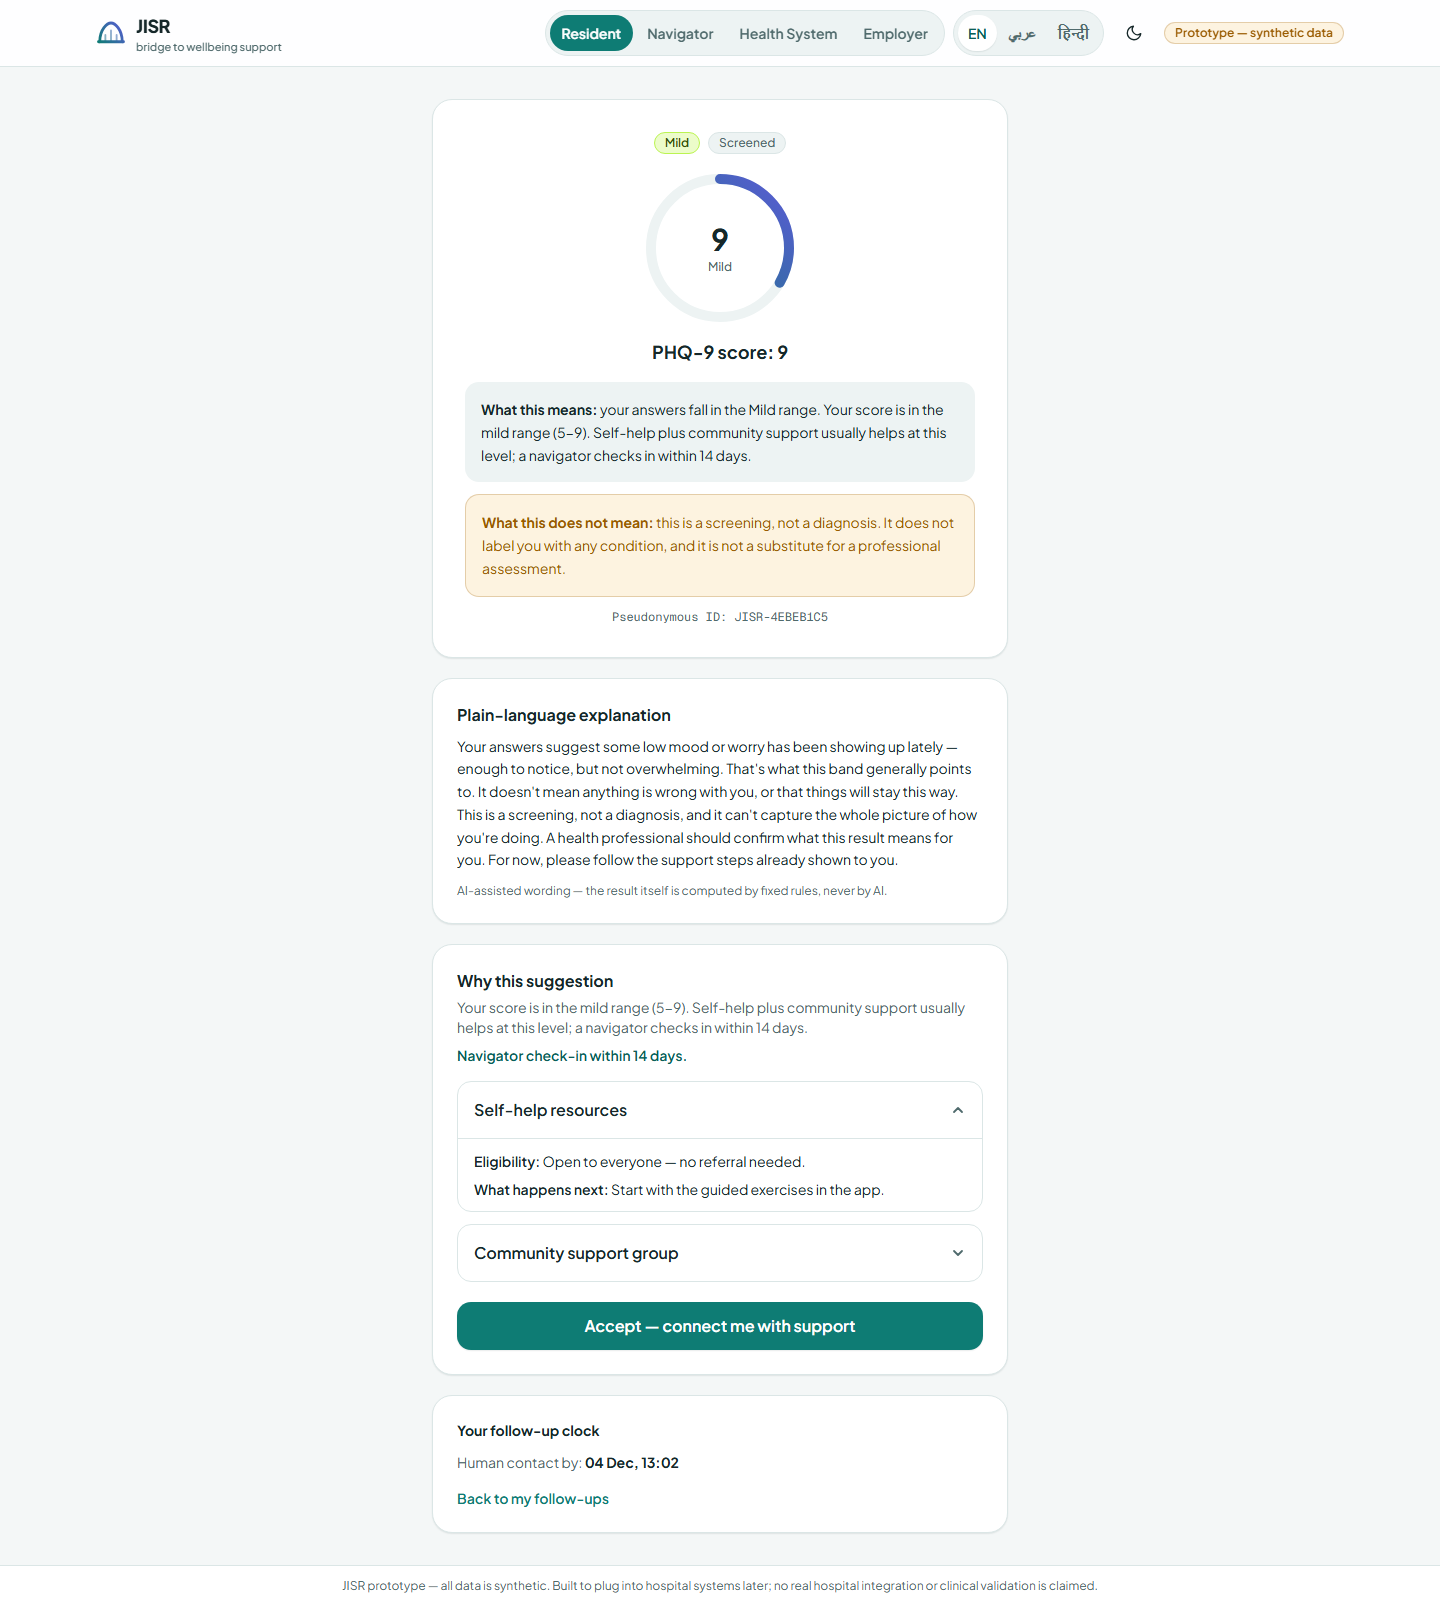 JISR
bridge to wellbeing support
Resident
Navigator
Health System
Employer
EN
عربي
हिन्दी
Prototype — synthetic data
Mild
Screened
9
Mild
PHQ-9 score: 9
What this means: your answers fall in the Mild range. Your score is in the
mild range (5–9). Self-help plus community support usually helps at this
level; a navigator checks in within 14 days.
What this does not mean: this is a screening, not a diagnosis. It does not
label you with any condition, and it is not a substitute for a professional
assessment.
Pseudonymous ID: JISR-4EBEB1C5
Plain-language explanation
Your answers suggest some low mood or worry has been showing up lately —
enough to notice, but not overwhelming. That's what this band generally points
to. It doesn't mean anything is wrong with you, or that things will stay this way.
This is a screening, not a diagnosis, and it can't capture the whole picture of how
you're doing. A health professional should confirm what this result means for
you. For now, please follow the support steps already shown to you.
AI-assisted wording — the result itself is computed by fixed rules, never by AI.
Why this suggestion
Your score is in the mild range (5–9). Self-help plus community support usually
helps at this level; a navigator checks in within 14 days.
Navigator check-in within 14 days.
Self-help resources
Eligibility: Open to everyone — no referral needed.
What happens next: Start with the guided exercises in the app.
Community support group
Accept — connect me with support
Your follow-up clock
Human contact by: 04 Dec, 13:02
Back to my follow-ups
JISR prototype — all data is synthetic. Built to plug into hospital systems later; no real hospital integration or clinical validation is claimed.